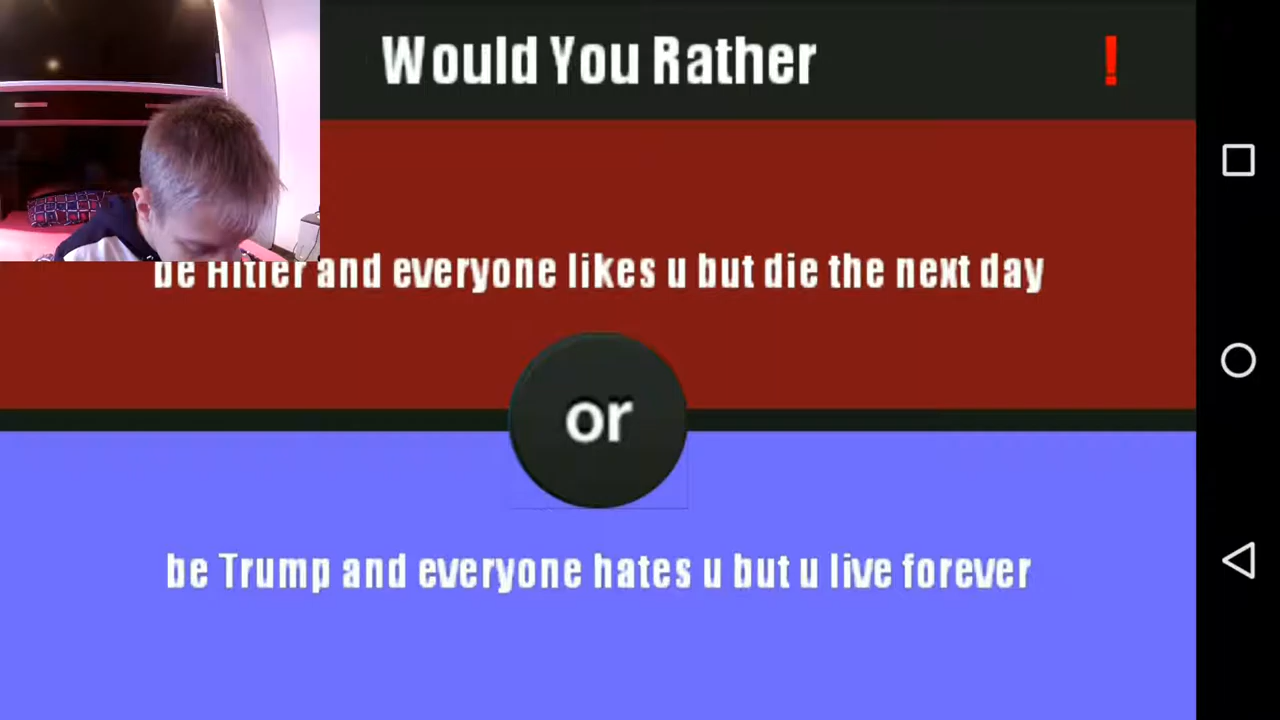 Would You Rather !
be Hitler and everyone likes u but die the next day
or
be Trump and everyone hates u but u live forever